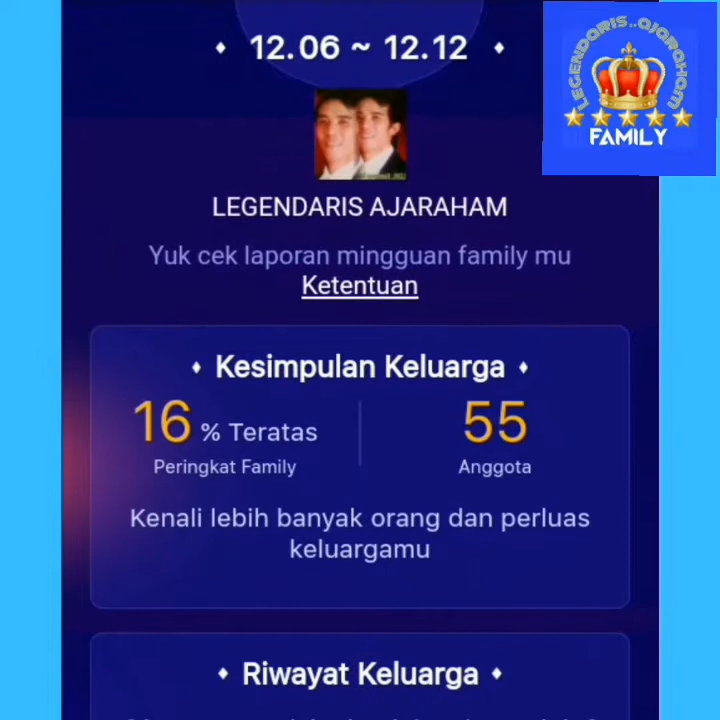 12.06 ~ 12.12
LEGENDARIS..AJARAHAM
FAMILY
LEGENDARIS AJARAHAM
Yuk cek laporan mingguan family mu
Ketentuan
Kesimpulan Keluarga
16 % Teratas
55
Peringkat Family
Anggota
Kenali lebih banyak orang dan perluas
keluargamu
Riwayat Keluarga